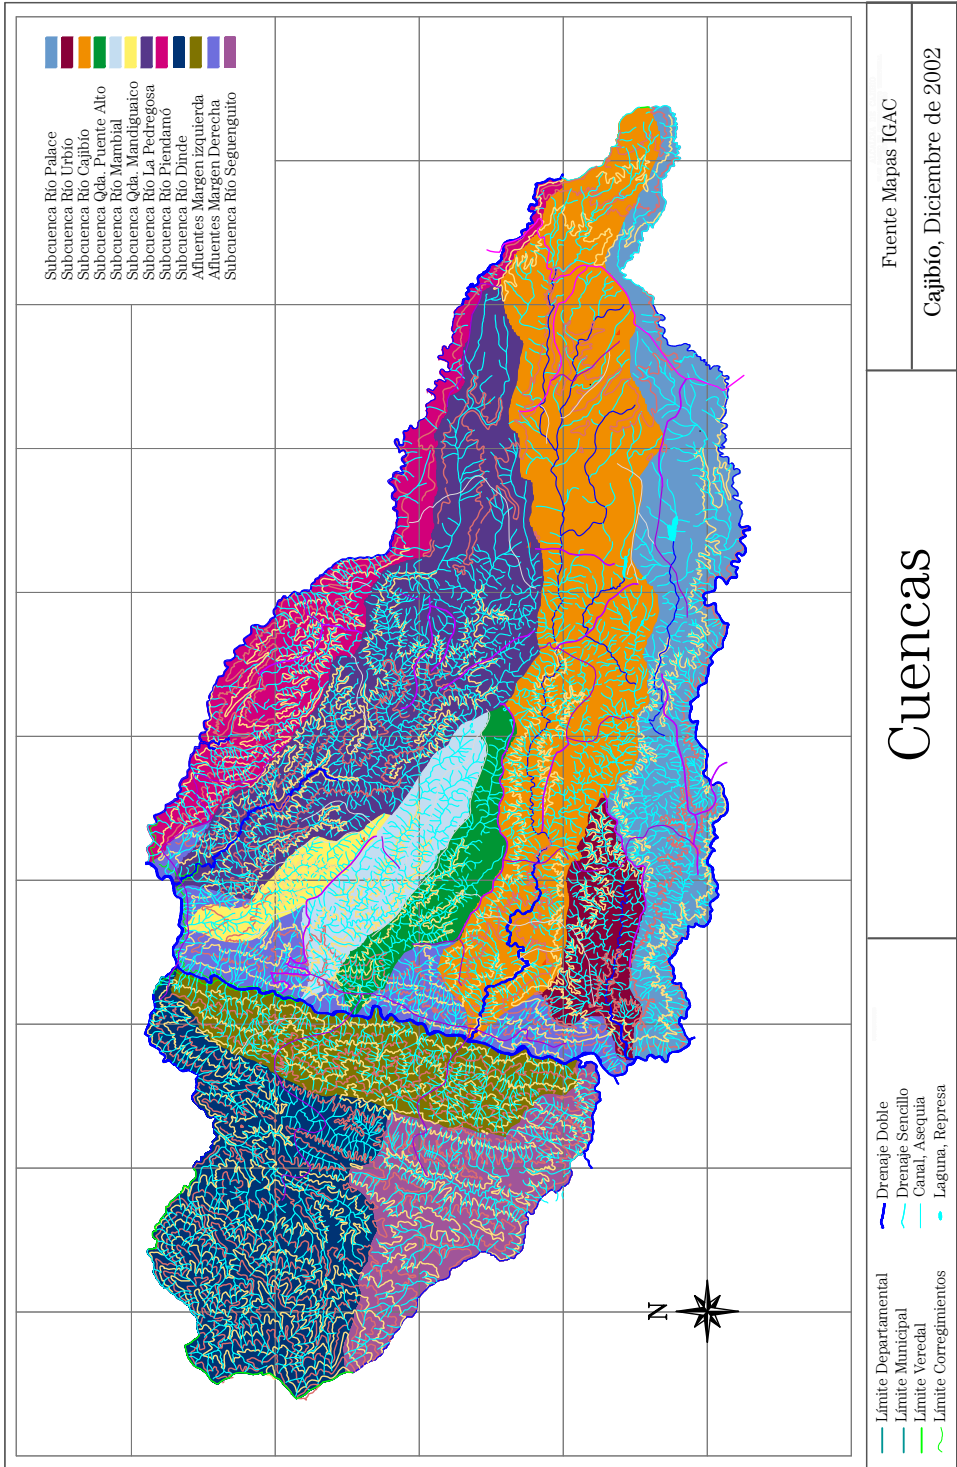 Subcuenca Río Palace
Subcuenca Río Urbío
Subcuenca Río Cajibío
Subcuenca Qda. Puente Alto
Subcuenca Río Mambial
Subcuenca Qda. Mandiguaico
Subcuenca Río La Pedregosa
Subcuenca Río Piendamó
Subcuenca Río Dinde
Afluentes Margen izquierda
Afluentes Margen Derecha
Subcuenca Río Seguenguito
N
Límite Departamental
Límite Municipal
Límite Veredal
Límite Corregimientos
Drenaje Doble
Drenaje Sencillo
Canal, Asequia
Laguna, Represa
Cuencas
Fuente Mapas IGAC
Cajibío, Diciembre de 2002